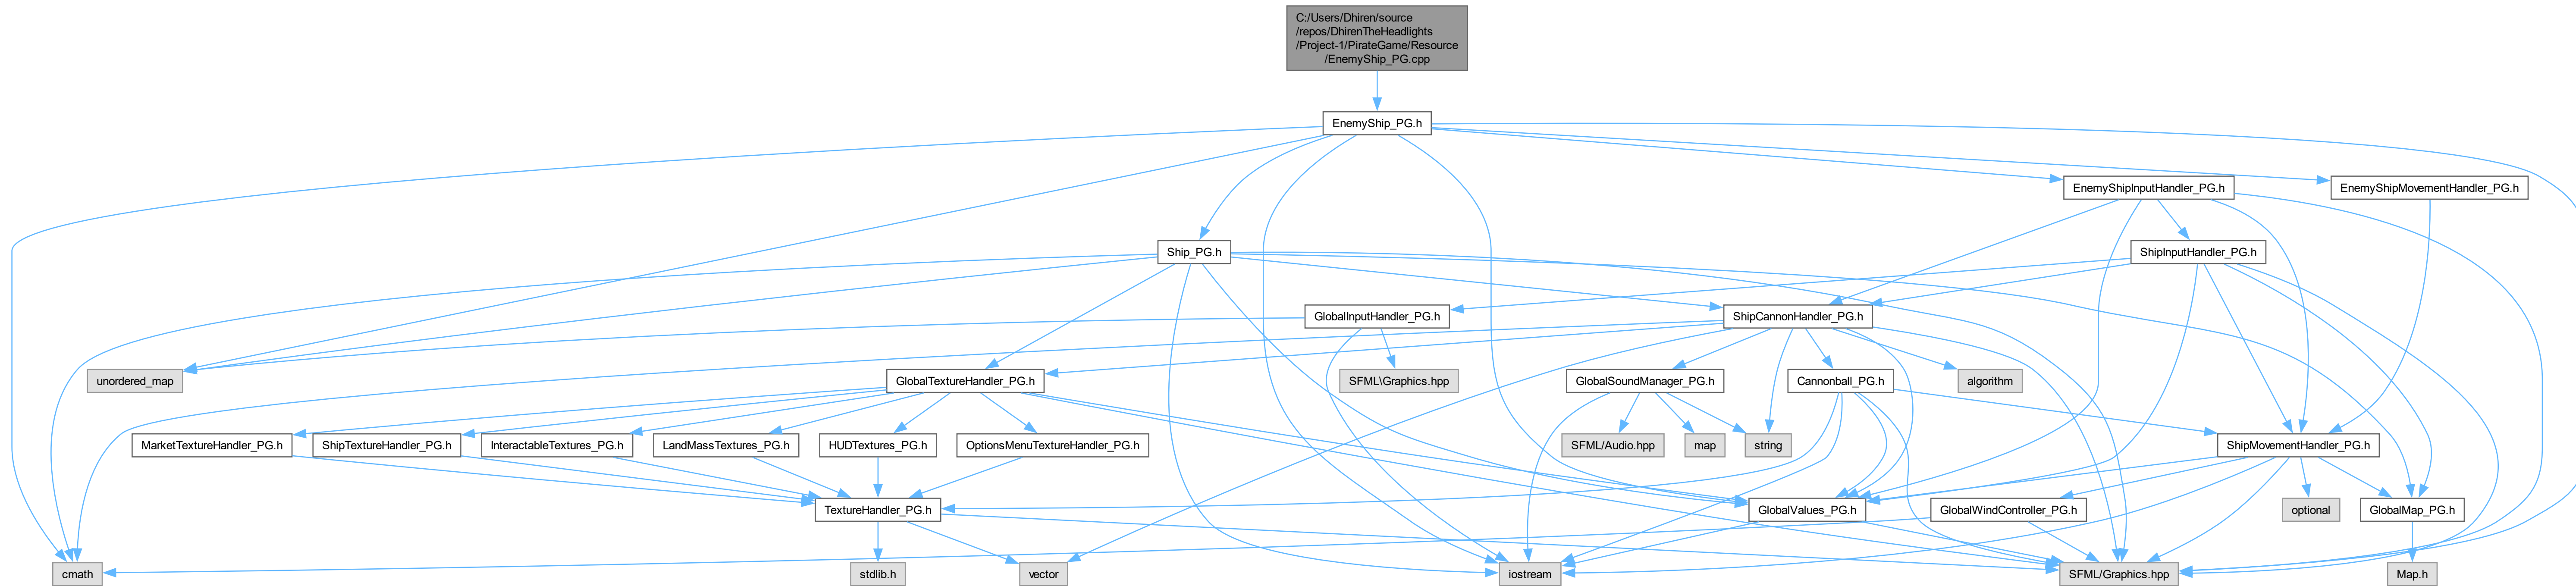 C:/Users/Dhiren/source
/repos/DhirenTheHeadlights
/Project-1/PirateGame/Resource
/EnemyShip_PG.cpp
EnemyShip_PG.h
EnemyShipInputHandler_PG.h
EnemyShipMovementHandler_PG.h
Ship_PG.h
ShipInputHandler_PG.h
GlobalInputHandler_PG.h
ShipCannonHandler_PG.h
unordered_map
GlobalTextureHandler_PG.h
SFML\Graphics.hpp
GlobalSoundManager_PG.h
Cannonball_PG.h
algorithm
MarketTextureHandler_PG.h
ShipTextureHandler_PG.h
InteractableTextures_PG.h
LandMassTextures_PG.h
HUDTextures_PG.h
OptionsMenuTextureHandler_PG.h
SFML/Audio.hpp
map
string
ShipMovementHandler_PG.h
TextureHandler_PG.h
GlobalValues_PG.h
GlobalWindController_PG.h
optional
GlobalMap_PG.h
cmath
stdlib.h
vector
iostream
SFML/Graphics.hpp
Map.h